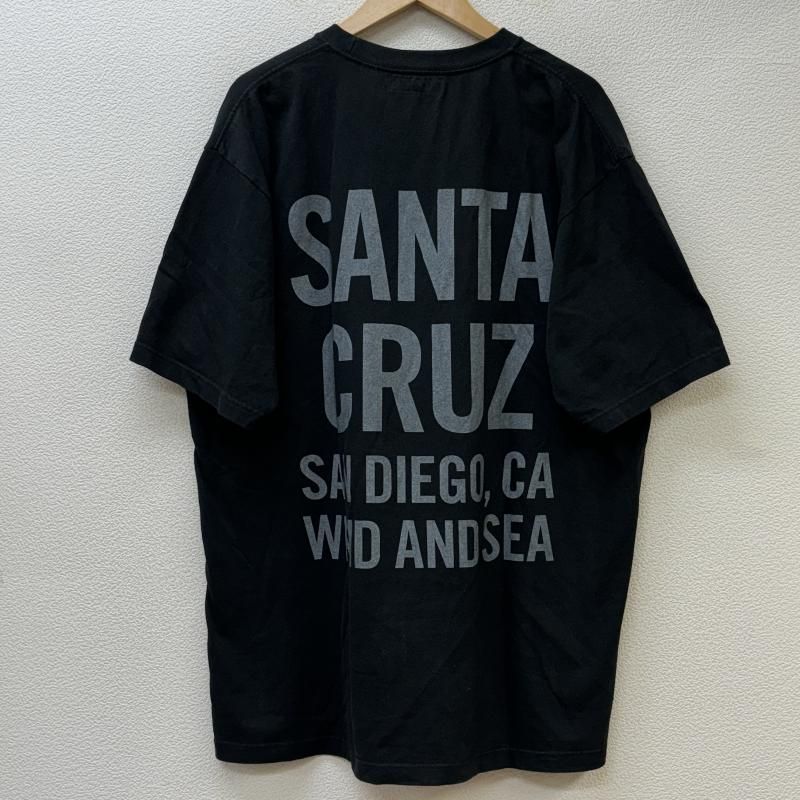 SANTA
CRUZ
SAN DIEGO, CA
WIND ANDSEA